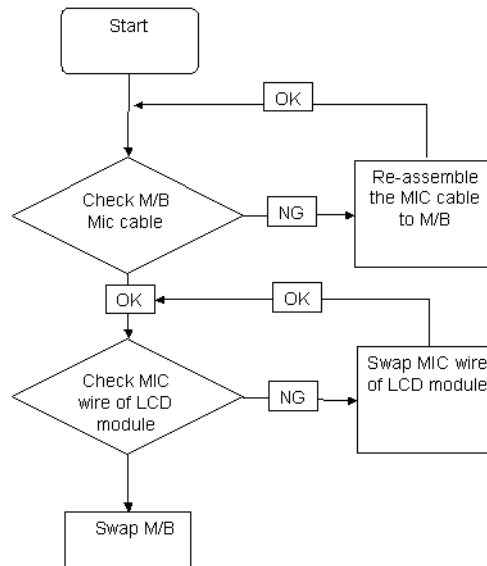 Start
OK
Check M/B
Mic cable
NG
Re-assemble
the MIC cable
to M/B
OK
OK
Check MIC
wire of LCD
module
NG
Swap MIC wire
of LCD module
Swap M/B